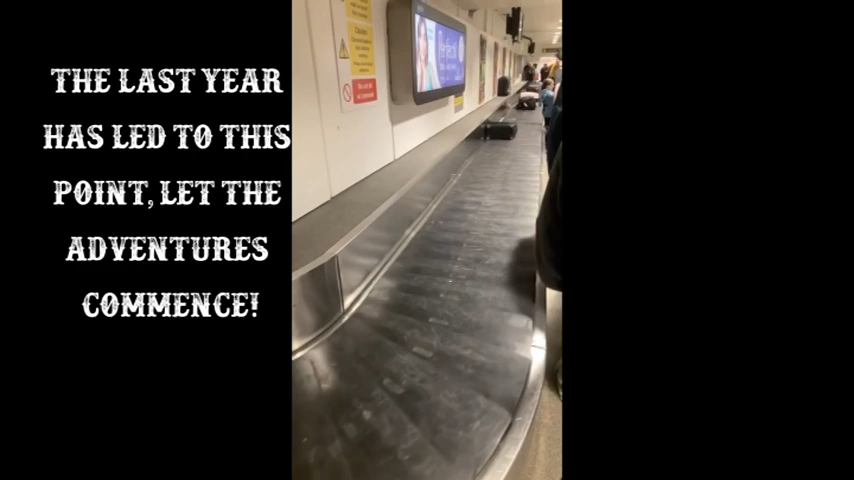 THE LAST YEAR
HAS LED TO THIS
POINT, LET THE
ADVENTURES
COMMENCE!